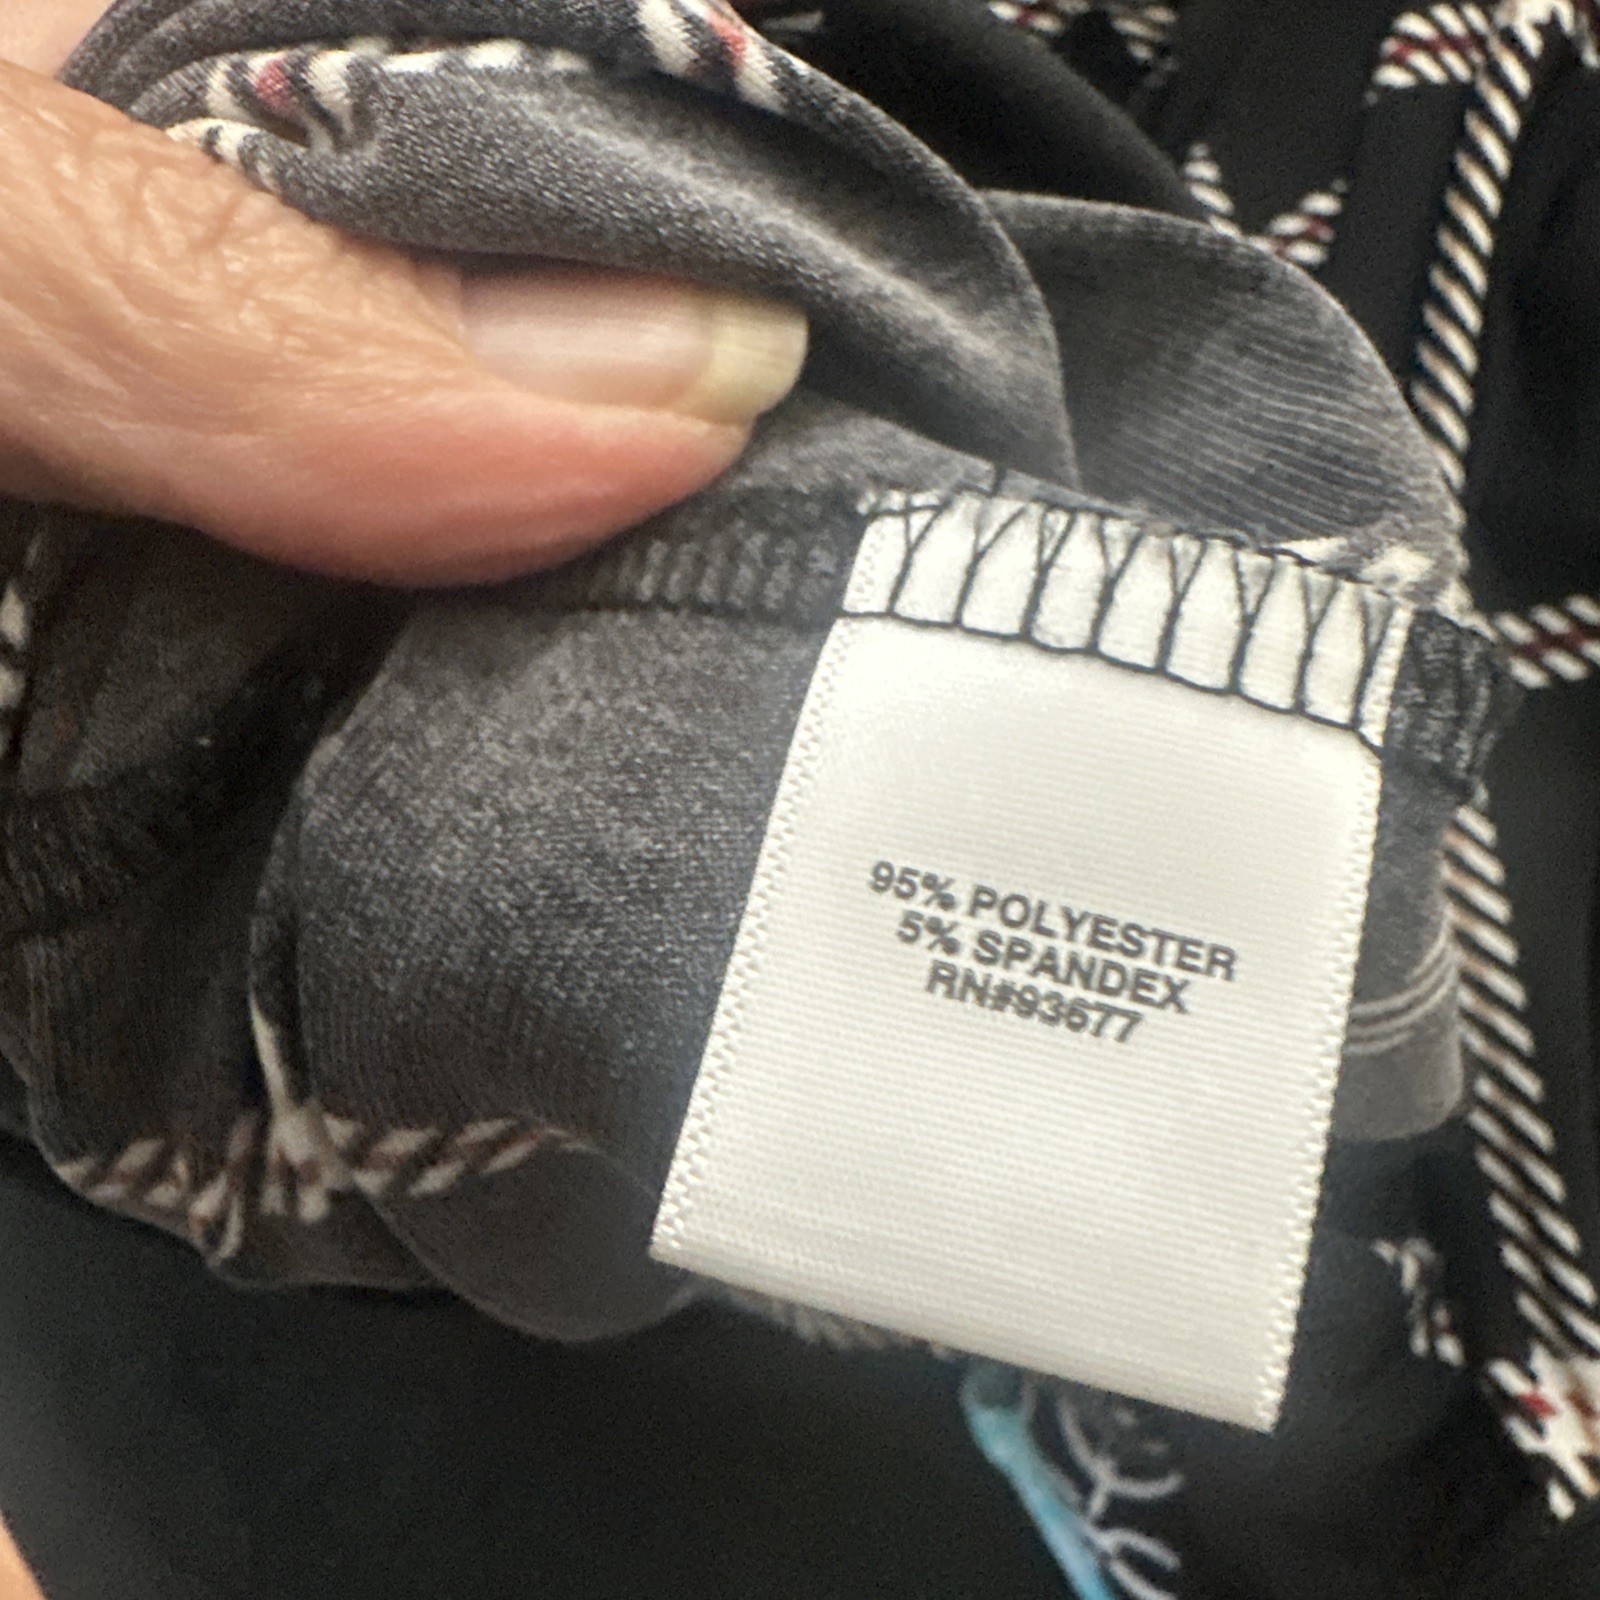 95% POLYESTER
5% SPANDEX
RN#93677